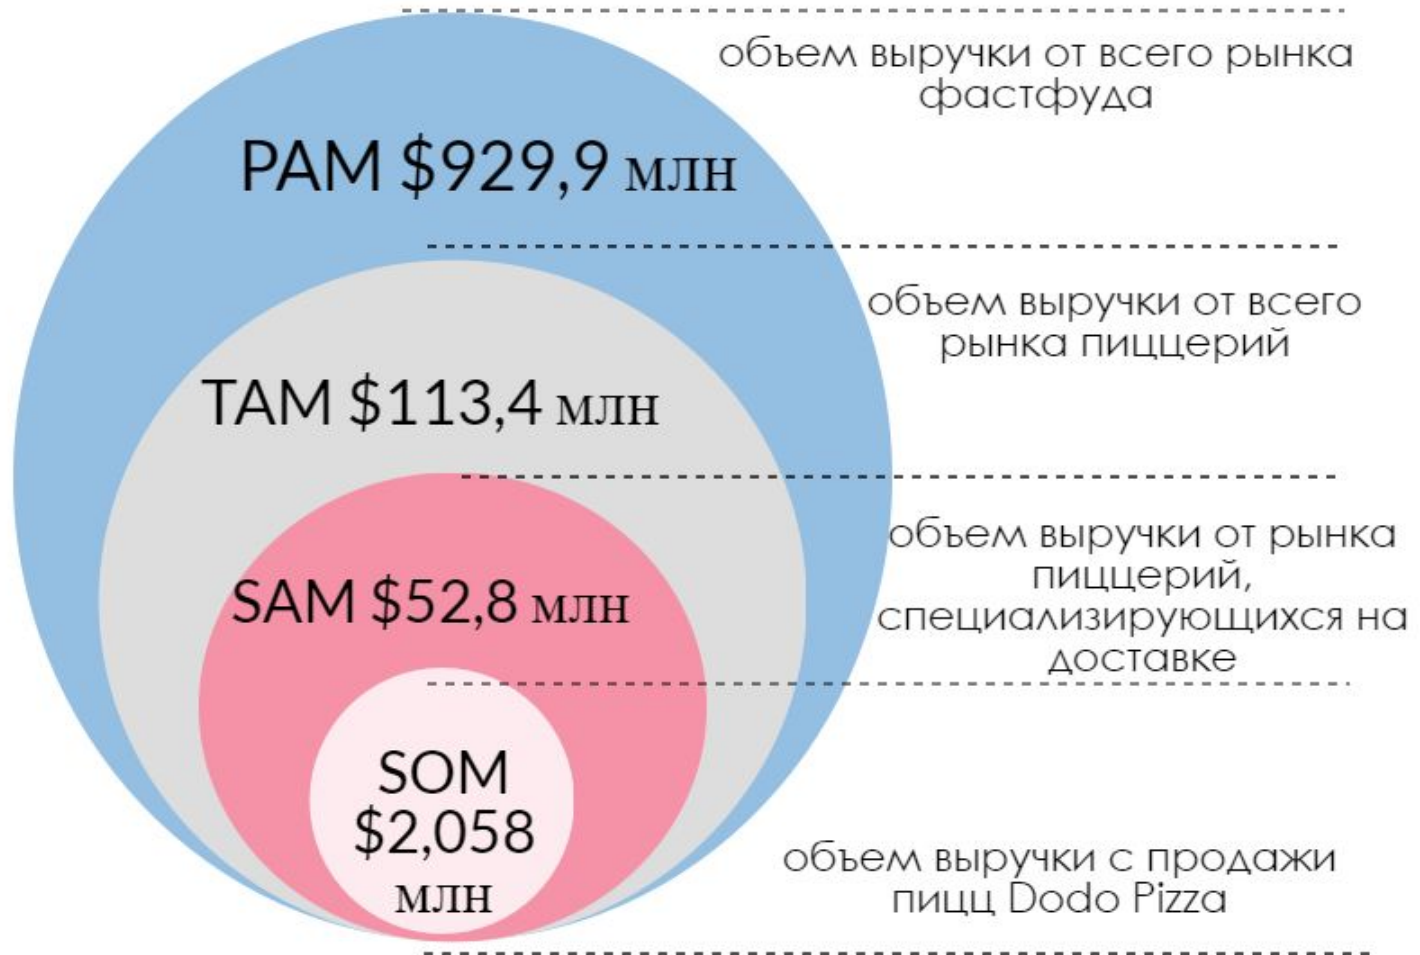 объем выручки от всего рынка
фастфуда
PAM $929,9 млн
объем выручки от всего
рынка пиццерий
TAM $113,4 млн
объем выручки от рынка
пиццерий,
специализирующихся на
доставке
SAM $52,8 млн
SOM
$2,058
млн
объем выручки с продажи
пицц Dodo Pizza